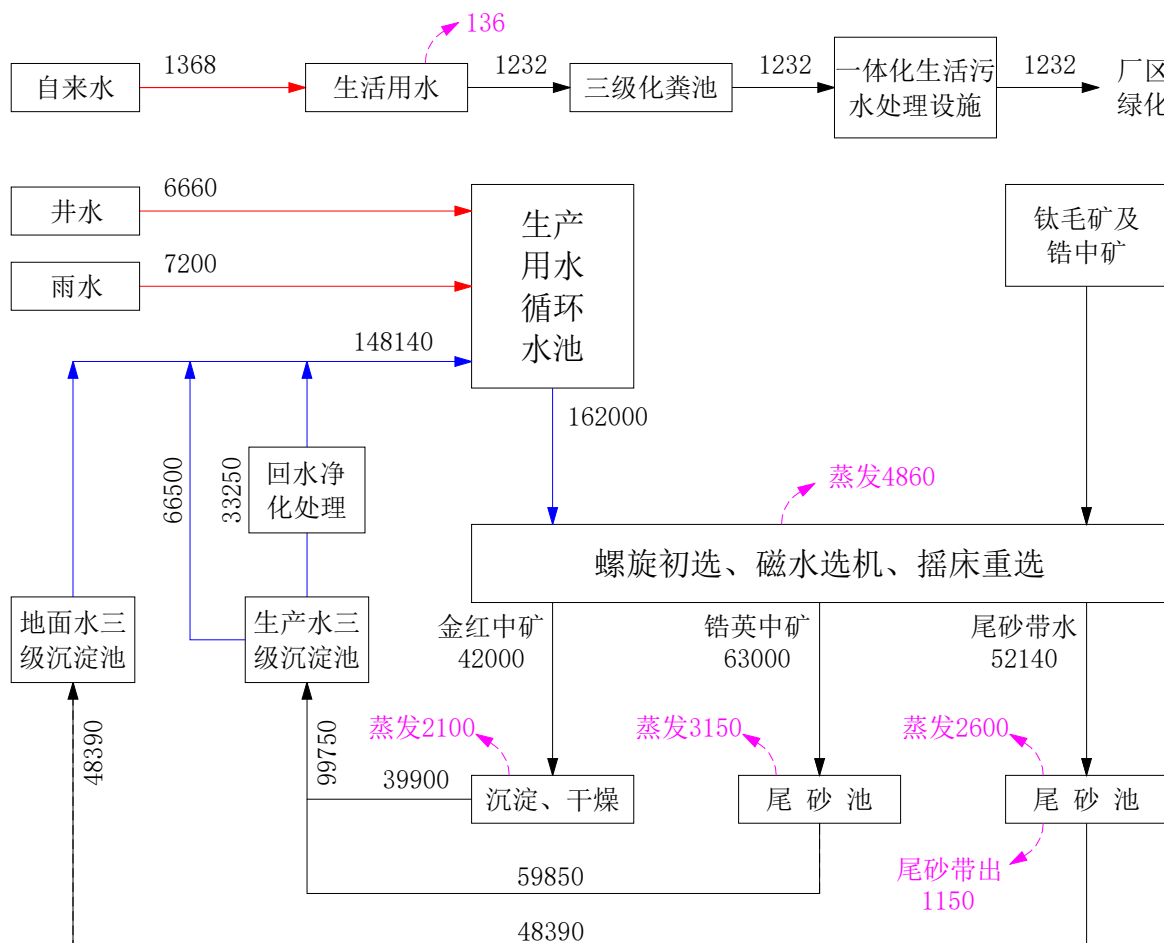 136
自来水
1368
生活用水
1232
三级化粪池
1232
一体化生活污
水处理设施
1232
厂区
绿化
井水
6660
雨水
7200
生产
用水
循环
水池
钛毛矿及
锆中矿
148140
162000
66500
33250
回水净
化处理
蒸发4860
螺旋初选、磁水选机、摇床重选
地面水三
级沉淀池
生产水三
级沉淀池
金红中矿
42000
锆英中矿
63000
尾砂带水
52140
48390
99750
蒸发2100
蒸发3150
蒸发2600
39900
沉淀、干燥
尾 砂 池
尾 砂 池
59850
尾砂带出
1150
48390